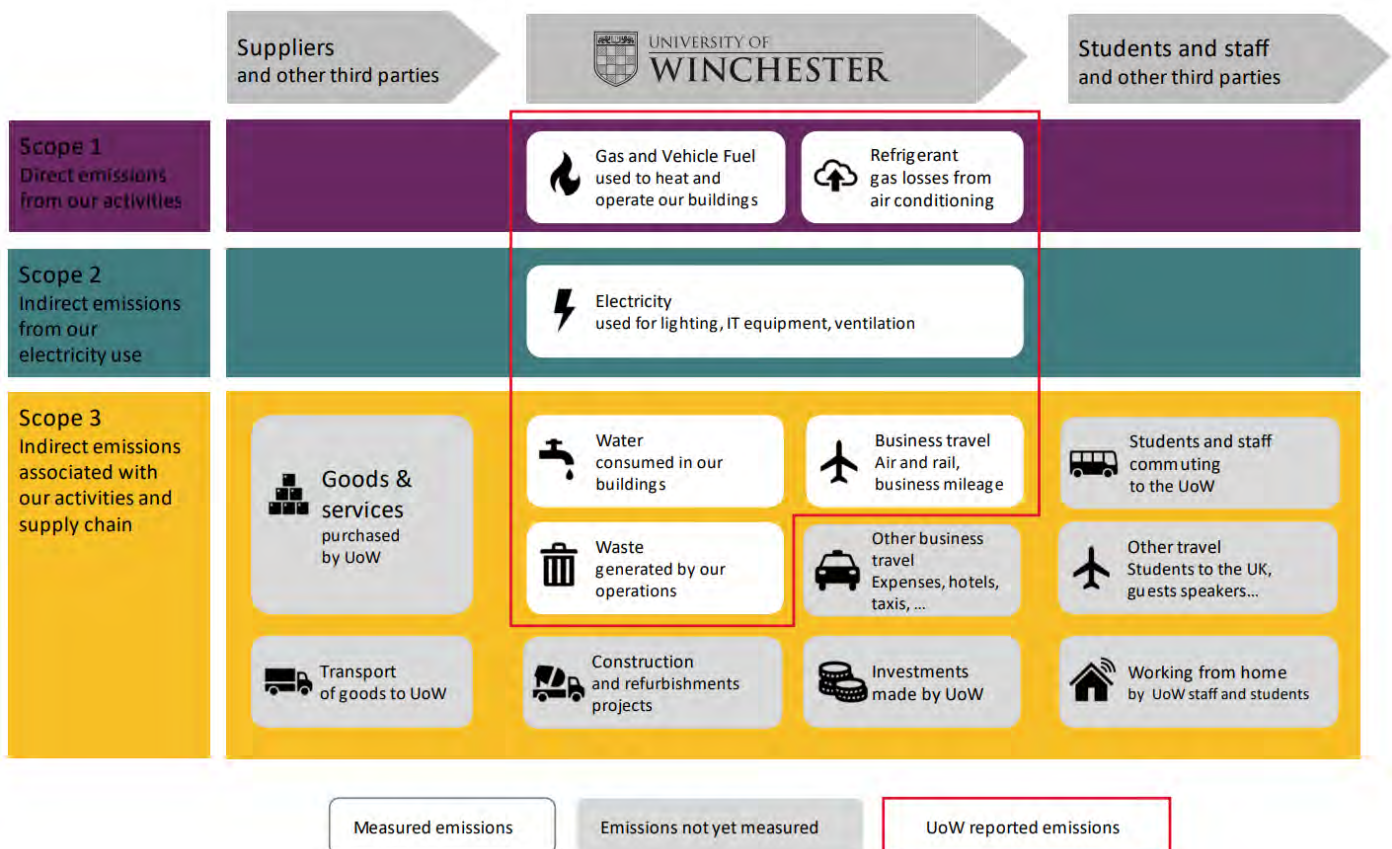 Suppliers
and other third parties
UNIVERSITY OF
WINCHESTER
Students and staff
and other third parties
Scope 1
Direct emissions
from our activities
Gas and Vehicle Fuel
used to heat and
operate our buildings
Refrigerant
gas losses from
air conditioning
Scope 2
Indirect emissions
from our
electricity use
Electricity
used for lighting, IT equipment, ventilation
Scope 3
Indirect emissions
associated with
our activities and
supply chain
Goods &
services
purchased
by UoW
Water
consumed in our
buildings
Business travel
Air and rail,
business mileage
Students and staff
commuting
to the UoW
Waste
generated by our
operations
Other business
travel
Expenses, hotels,
taxis, ...
Other travel
Students to the UK,
guests speakers...
Transport
of goods to UoW
Construction
and refurbishments
projects
Investments
made by UoW
Working from home
by UoW staff and students
Measured emissions
Emissions not yet measured
UoW reported emissions